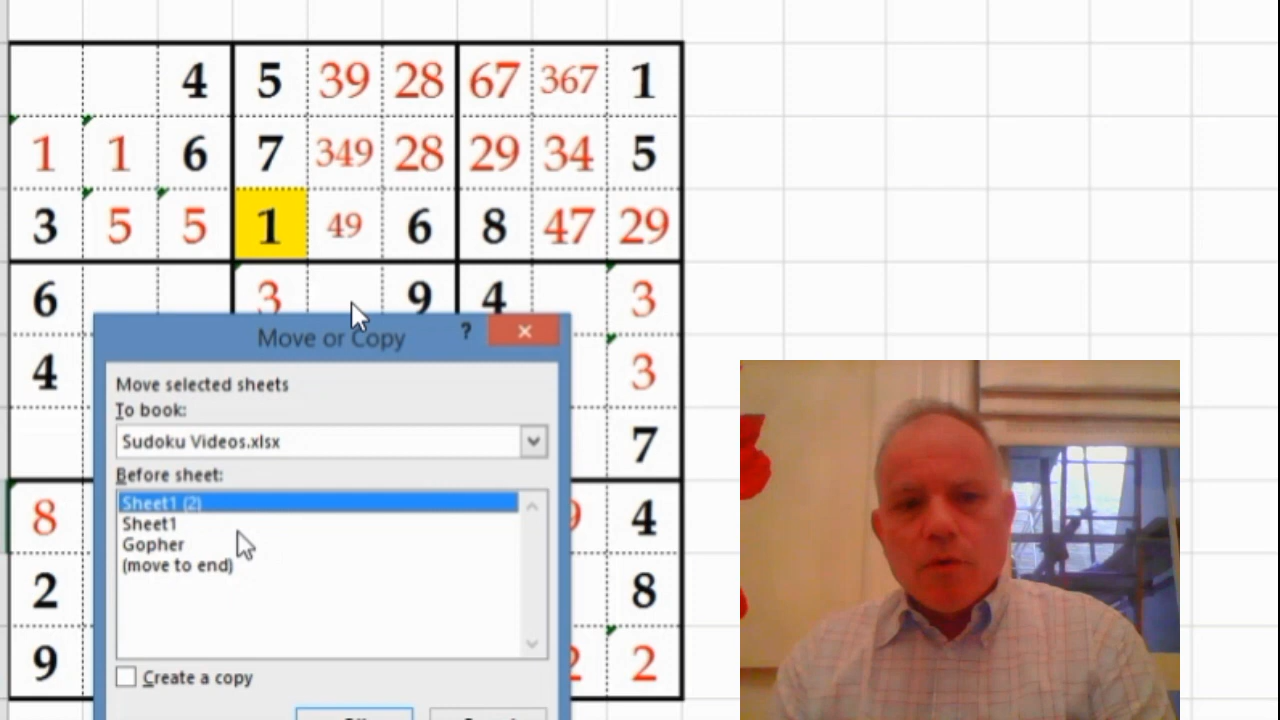 4 5 39 28 67 367 1
1 1 6 7 349 28 29 34 5
3 5 5 1 49 6 8 47 29
6 3 9 4 3
Move or Copy ?
4 3
Move selected sheets
To book:
Sudoku Videos.xlsx
7
Before sheet:
Sheet1 (2)
8 9 4
Sheet1
Gopher
(move to end)
2 8
9 2 2
Create a copy